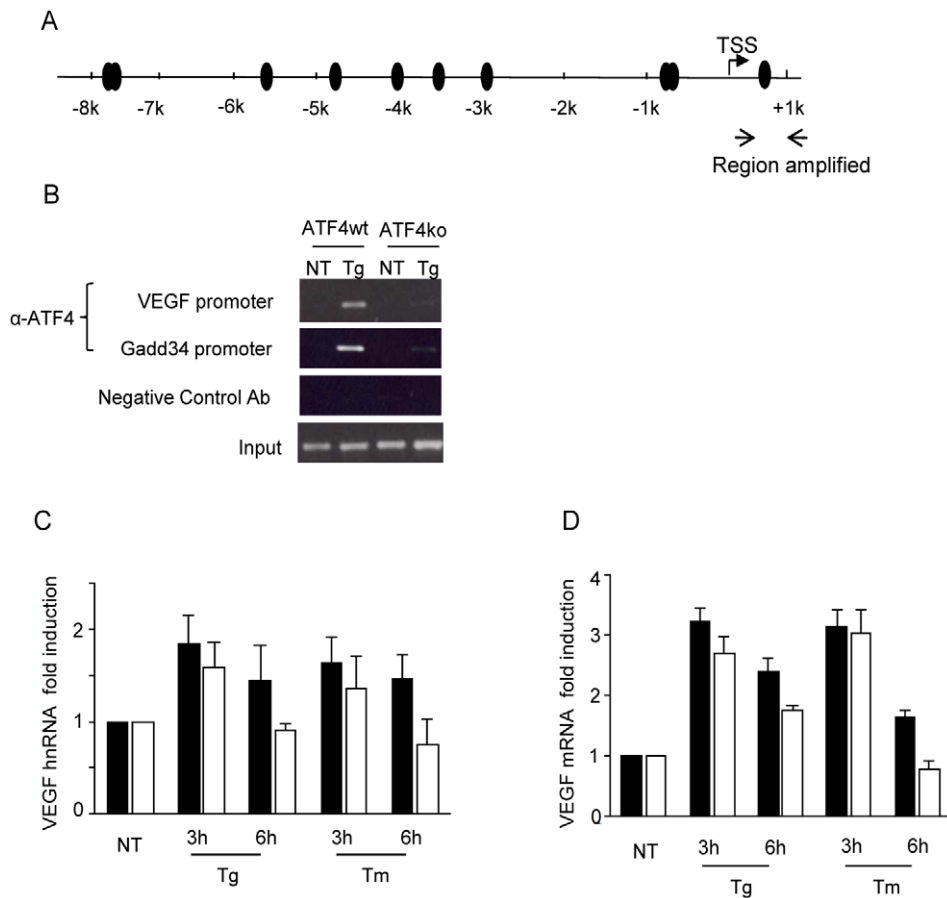 A
TSS
-8k -7k -6k -5k -4k -3k -2k -1k +1k
Region amplified
B
ATF4wt ATF4ko
NT Tg NT Tg
α-ATF4
VEGF promoter
Gadd34 promoter
Negative Control Ab
Input
C
VEGF hnRNA fold induction
2
1
0
NT 3h 6h 3h 6h
Tg Tm
D
VEGF mRNA fold induction
4
3
2
1
0
NT 3h 6h 3h 6h
Tg Tm